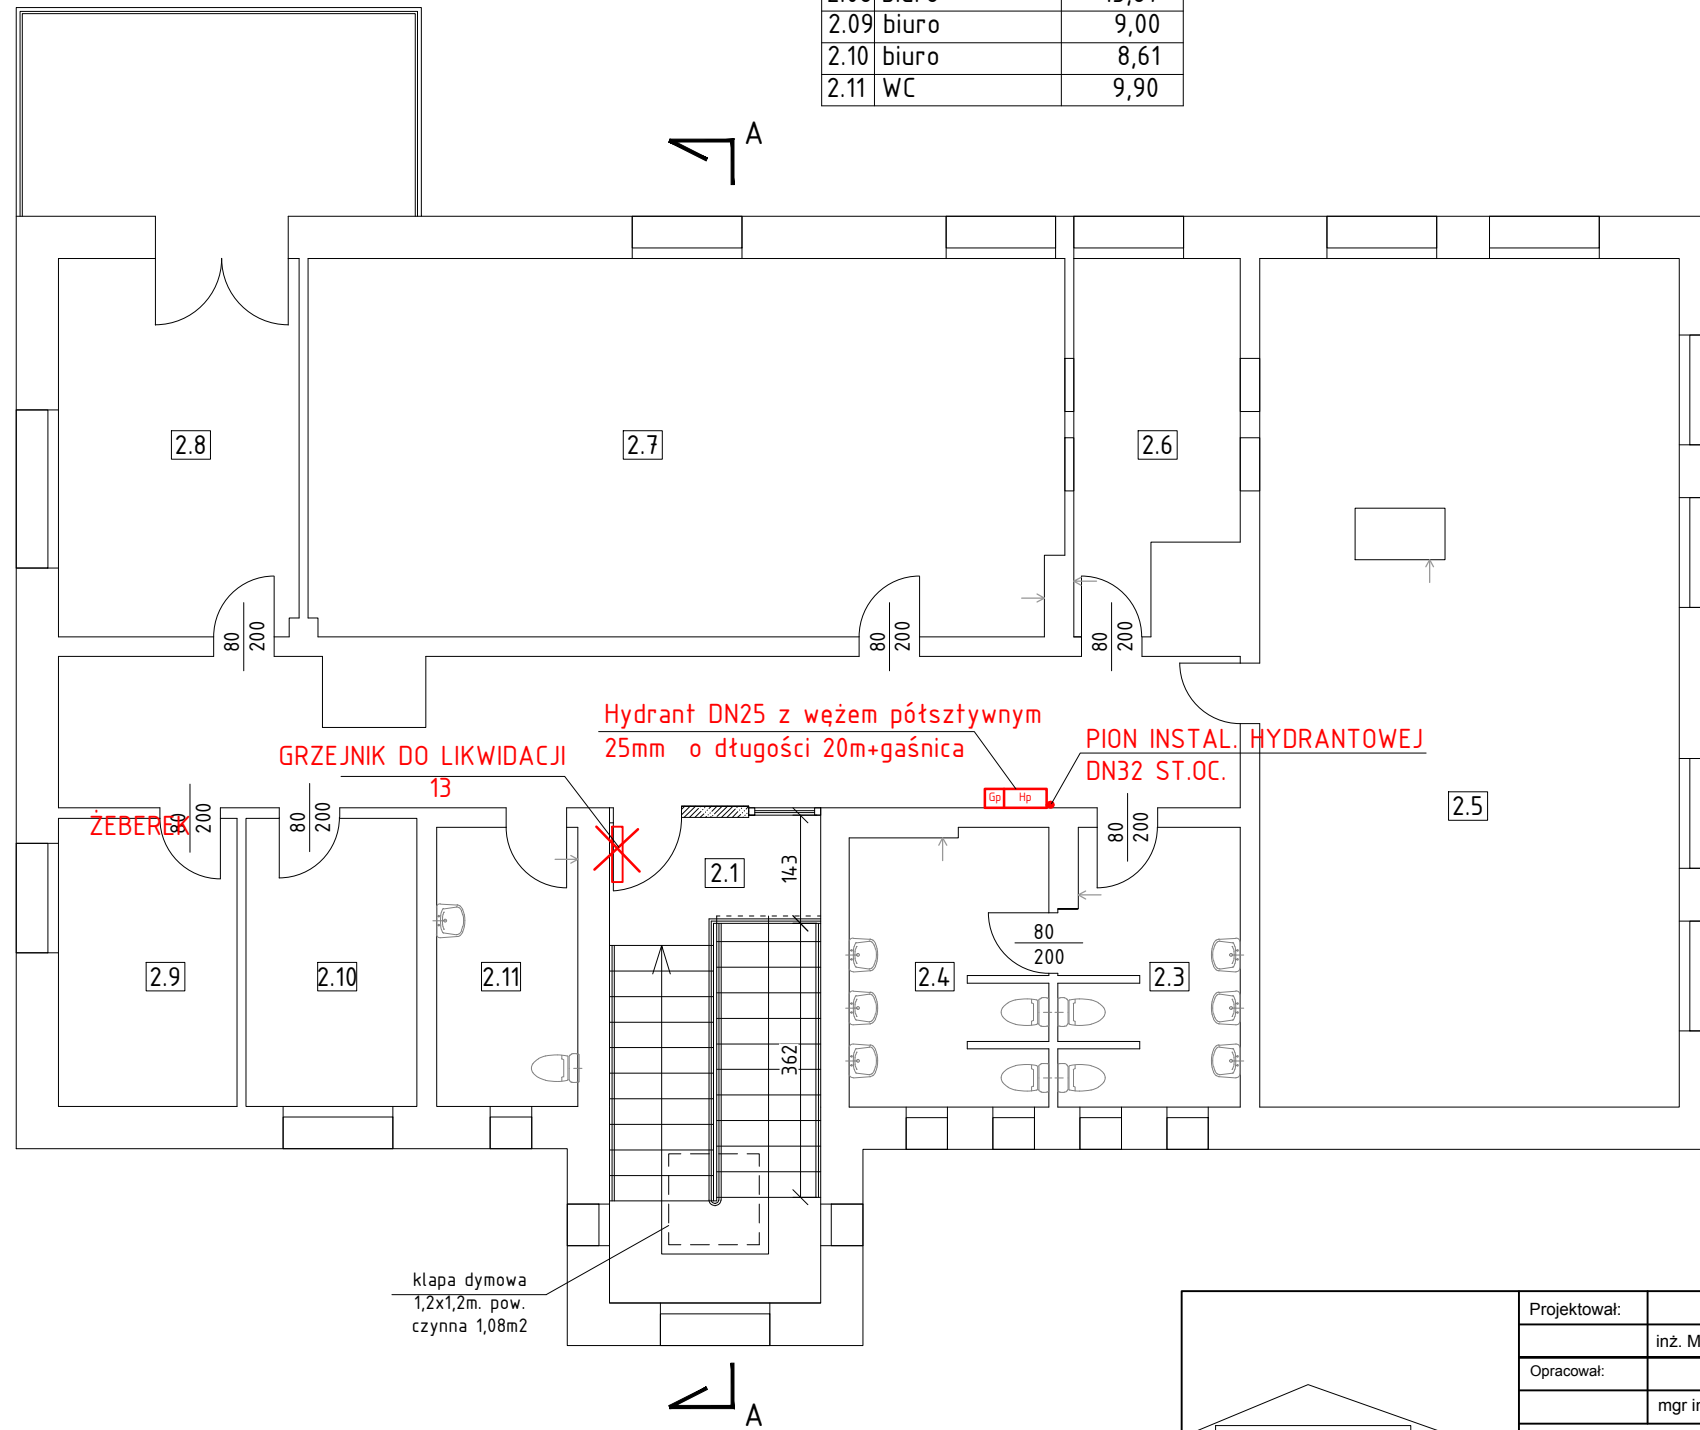 2.09 biuro 9,00
2.10 biuro 8,61
2.11 WC 9,90
A
2.8
2.7
2.6
2.5
80
200
80
200
80
200
Hydrant DN25 z wężem półsztywnym
25mm o długości 20m+gaśnica
PION INSTAL. HYDRANTOWEJ
DN32 ST.OC.
GRZEJNIK DO LIKWIDACJI
13
ŻEBEREK
80
200
80
200
Gp
Hp
80
200
2.1
143
80
200
2.9
2.10
2.11
2.4
2.3
362
klapa dymowa
1,2x1,2m. pow.
czynna 1,08m2
A
Projektował:
inż. M
Opracował:
mgr